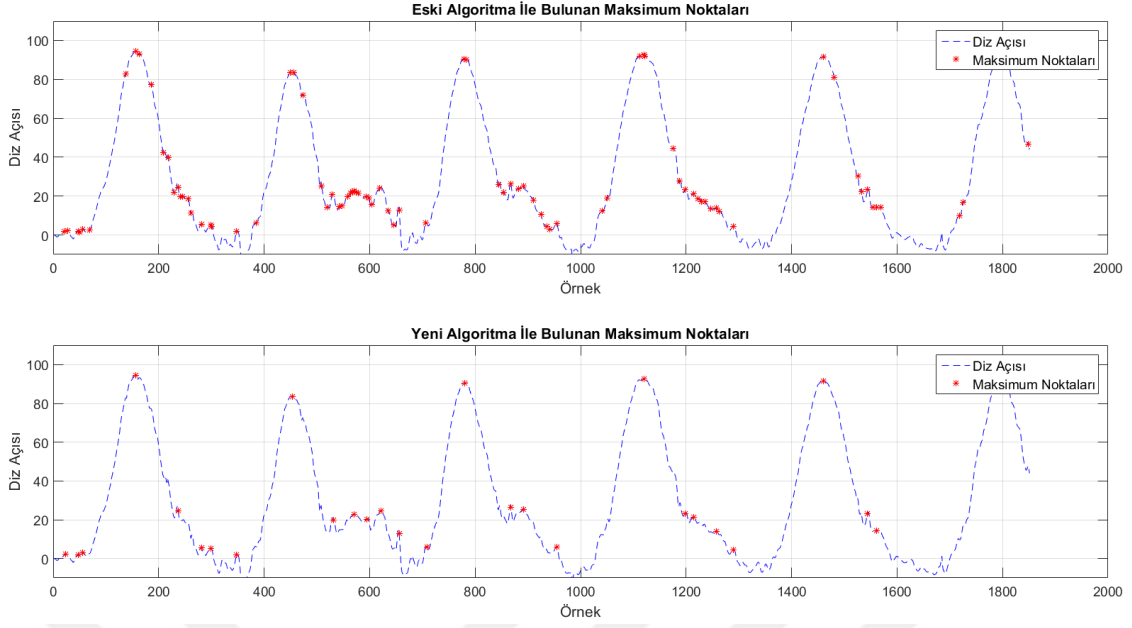 Eski Algoritma İle Bulunan Maksimum Noktaları
100
80
60
40
20
0
Diz Açısı
Diz Açısı
Maksimum Noktaları
0 200 400 600 800 1000 1200 1400 1600 1800 2000
Örnek
Yeni Algoritma İle Bulunan Maksimum Noktaları
100
80
60
40
20
0
Diz Açısı
Diz Açısı
Maksimum Noktaları
0 200 400 600 800 1000 1200 1400 1600 1800 2000
Örnek